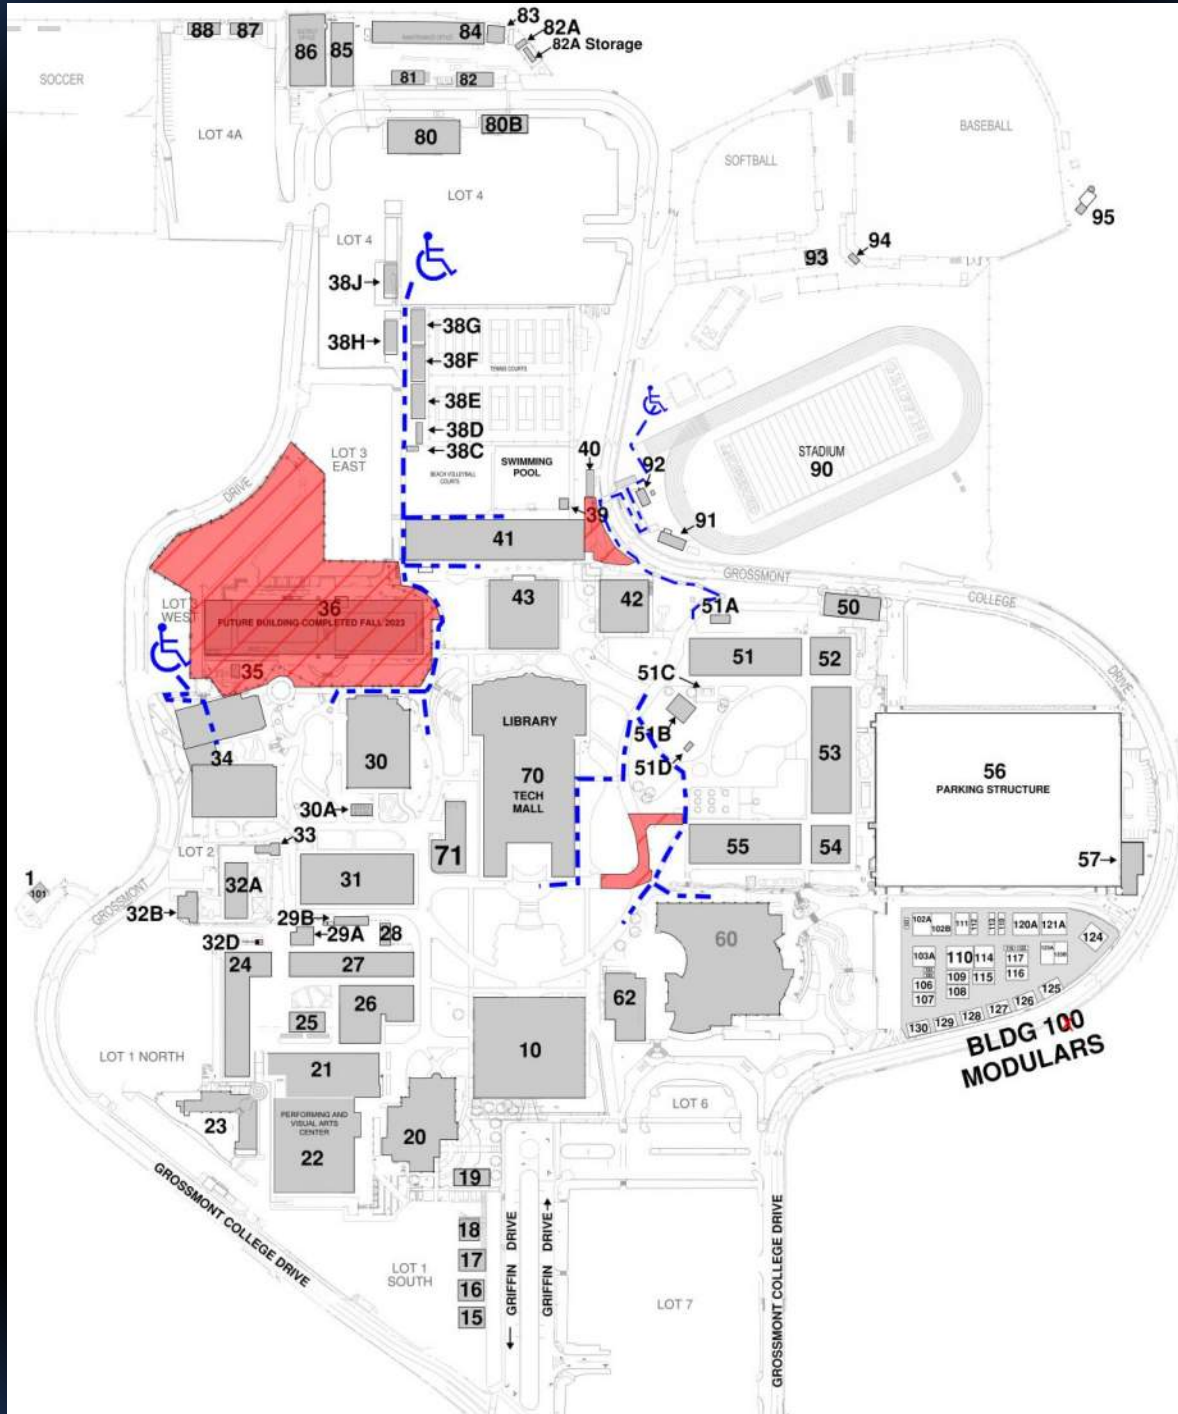 83
88
87
86
85
84
82A
82A Storage
SOCCER
81
82
LOT 4A
80
80B
BASEBALL
SOFTBALL
LOT 4
95
LOT 4
94
93
38J
38G
38H
38F
TENNIS COURTS
38E
38D
40
STADIUM
90
38C
LOT 3
EAST
SWIMMING
POOL
92
BEACH VOLLEYBALL
COURTS
DRIVE
39
91
41
GROSSMONT
COLLEGE
43
42
51A
50
LOT 3
WEST
36
FUTURE BUILDING COMPLETED FALL 2023
51
52
DRIVE
35
51C
LIBRARY
51B
34
30
70
TECH
MALL
51D
53
56
PARKING STRUCTURE
30A
33
71
55
54
57
LOT 2
1
101
32A
31
GROSSMONT
32B
29B
29A
28
32D
24
27
60
102A
102B
111
112
113
120A
121A
124
103A
110
114
117
106
109
115
116
107
108
125
26
62
126
127
128
129
130
25
10
BLDG 100
MODULARS
LOT 1 NORTH
21
LOT 6
23
PERFORMING AND
VISUAL ARTS
CENTER
20
22
19
GROSSMONT COLLEGE DRIVE
18
GRIFFIN DRIVE
GRIFFIN DRIVE
GROSSMONT COLLEGE DRIVE
LOT 1
SOUTH
17
16
15
LOT 7